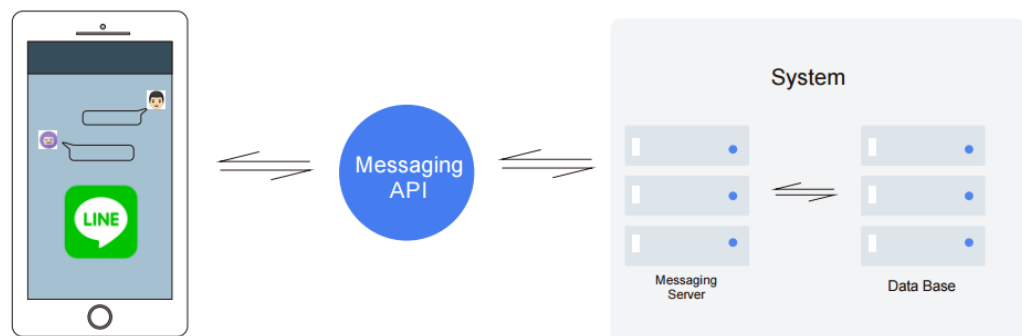 System
Messaging
API
LINE
Messaging
Server
Data Base